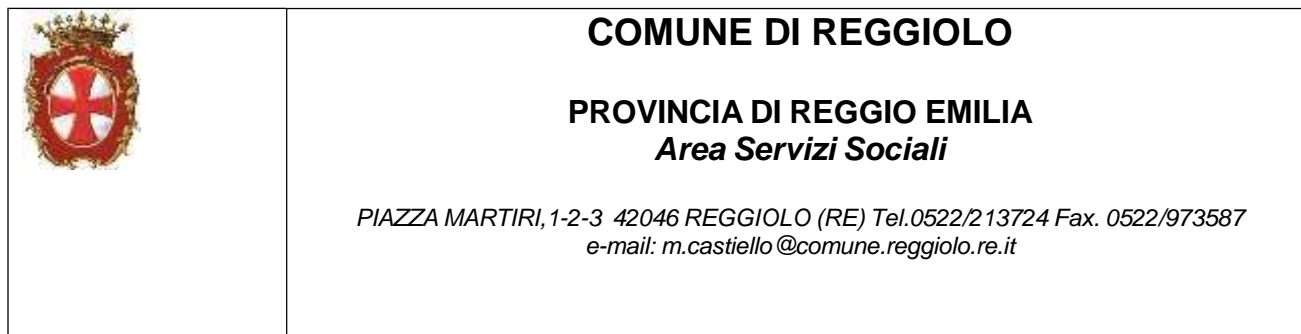 COMUNE DI REGGIOLO
PROVINCIA DI REGGIO EMILIA
Area Servizi Sociali
PIAZZA MARTIRI,1-2-3 42046 REGGIOLO (RE) Tel.0522/213724 Fax. 0522/973587
e-mail: m.castiello@comune.reggiolo.re.it